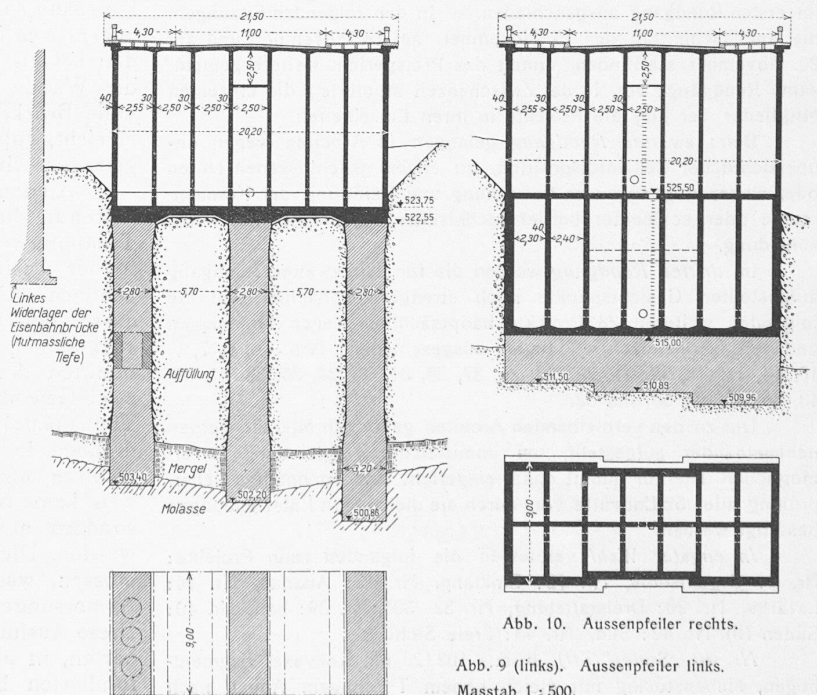 21,50
4,30 11,00 4,30
2,50
40 30 30 30
2,55 2,50 2,50 2,50
20,20
523,75
522,55
2,80 5,70 2,80 5,70 2,80
Linkes
Widerlager der
Eisenbahnbrücke
(Mutmassliche
Tiefe)
Auffüllung
Mergel
Molasse
3,20
503,40
502,20
500,86
9,00
21,50
4,30 11,00 4,30
2,50
40 30 30 30
2,55 2,50 2,50 2,50
20,20
525,50
40
2,30 2,40
515,00
511,50
510,89
509,96
9,00
Abb. 10. Aussenpfeiler rechts.
Abb. 9 (links). Aussenpfeiler links.
Masstab 1 : 500.